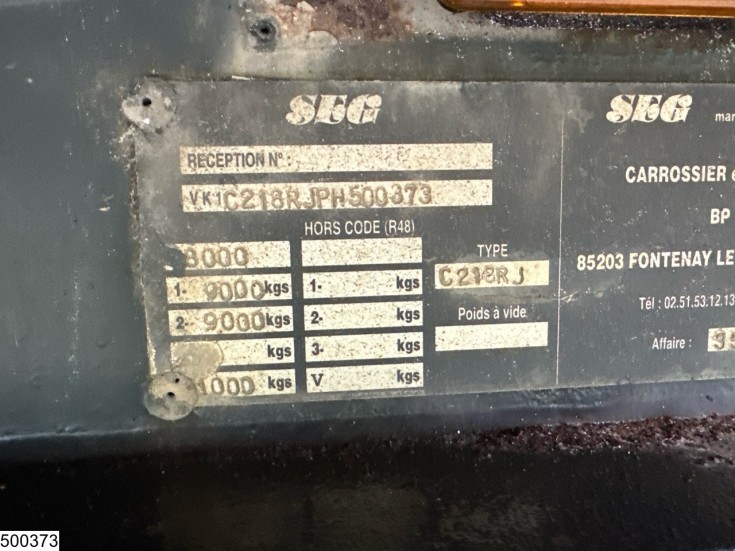 SEG
RECEPTION N° :
VK1C218RJPH500373
HORS CODE (R48)
8000
1- 9000 kgs
2- 9000 kgs
kgs
1000 kgs
1- kgs
2- kgs
3- kgs
V kgs
TYPE
C218RJ
Poids à vide
SEG
CARROSSIER
BP
85203 FONTENAY LE
Tél : 02.51.53.12.13
Affaire :
500373